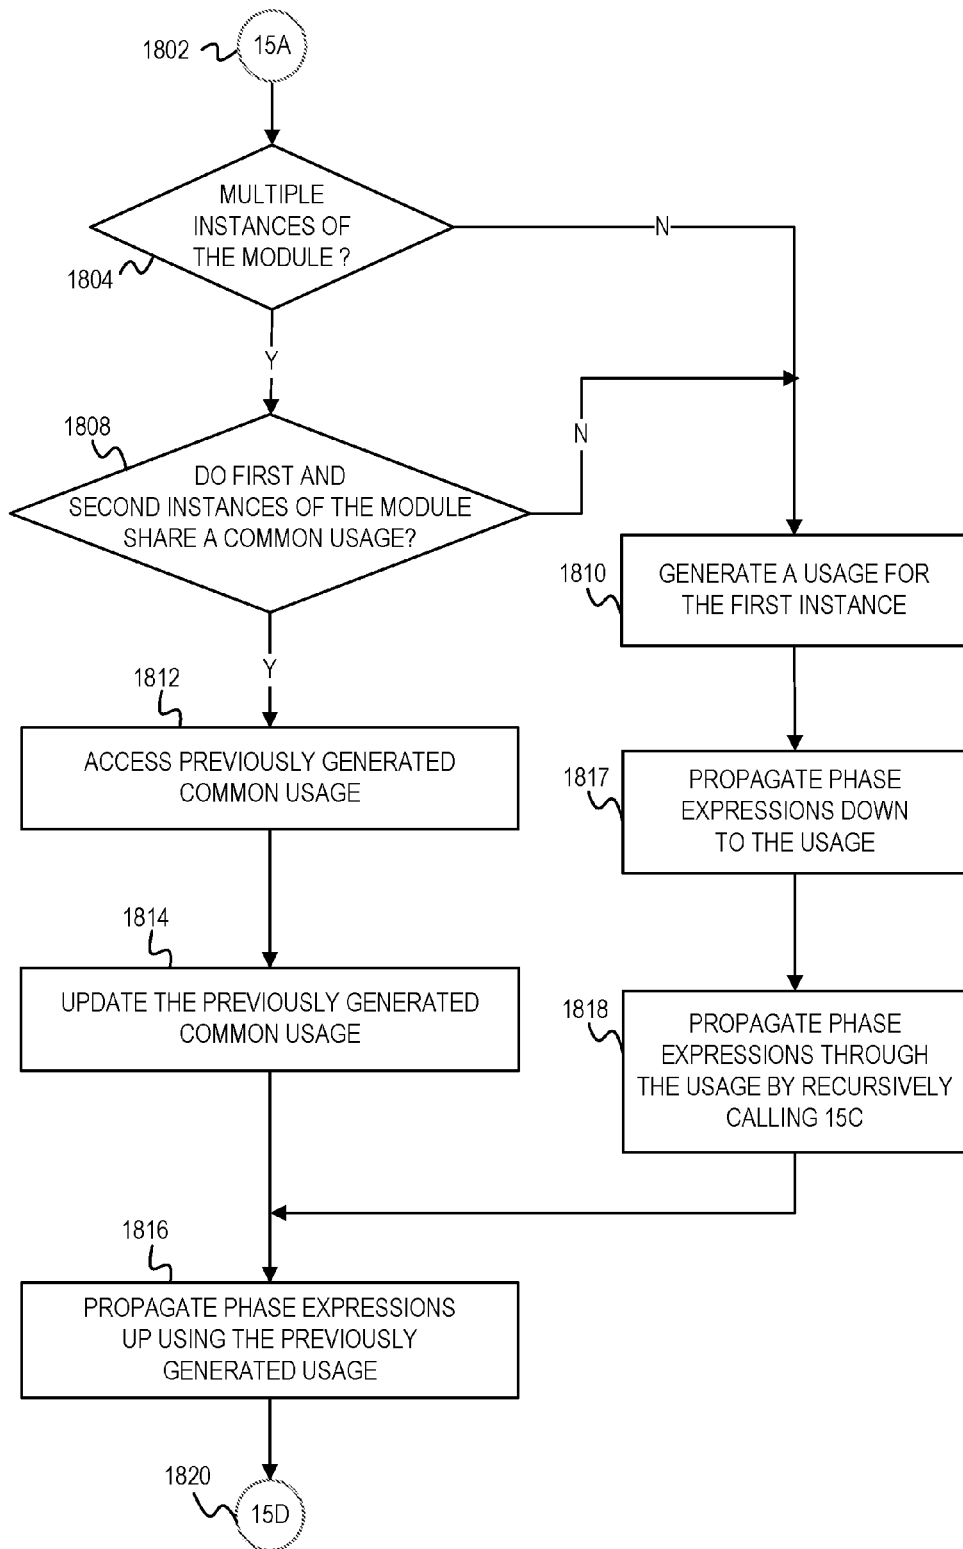 1802
15A
MULTIPLE
INSTANCES OF
THE MODULE ?
1804
N
Y
1808
DO FIRST AND
SECOND INSTANCES OF THE MODULE
SHARE A COMMON USAGE?
N
Y
1810
GENERATE A USAGE FOR
THE FIRST INSTANCE
1812
ACCESS PREVIOUSLY GENERATED
COMMON USAGE
1817
PROPAGATE PHASE
EXPRESSIONS DOWN
TO THE USAGE
1814
UPDATE THE PREVIOUSLY GENERATED
COMMON USAGE
1818
PROPAGATE PHASE
EXPRESSIONS THROUGH
THE USAGE BY RECURSIVELY
CALLING 15C
1816
PROPAGATE PHASE EXPRESSIONS
UP USING THE PREVIOUSLY
GENERATED USAGE
1820
15D